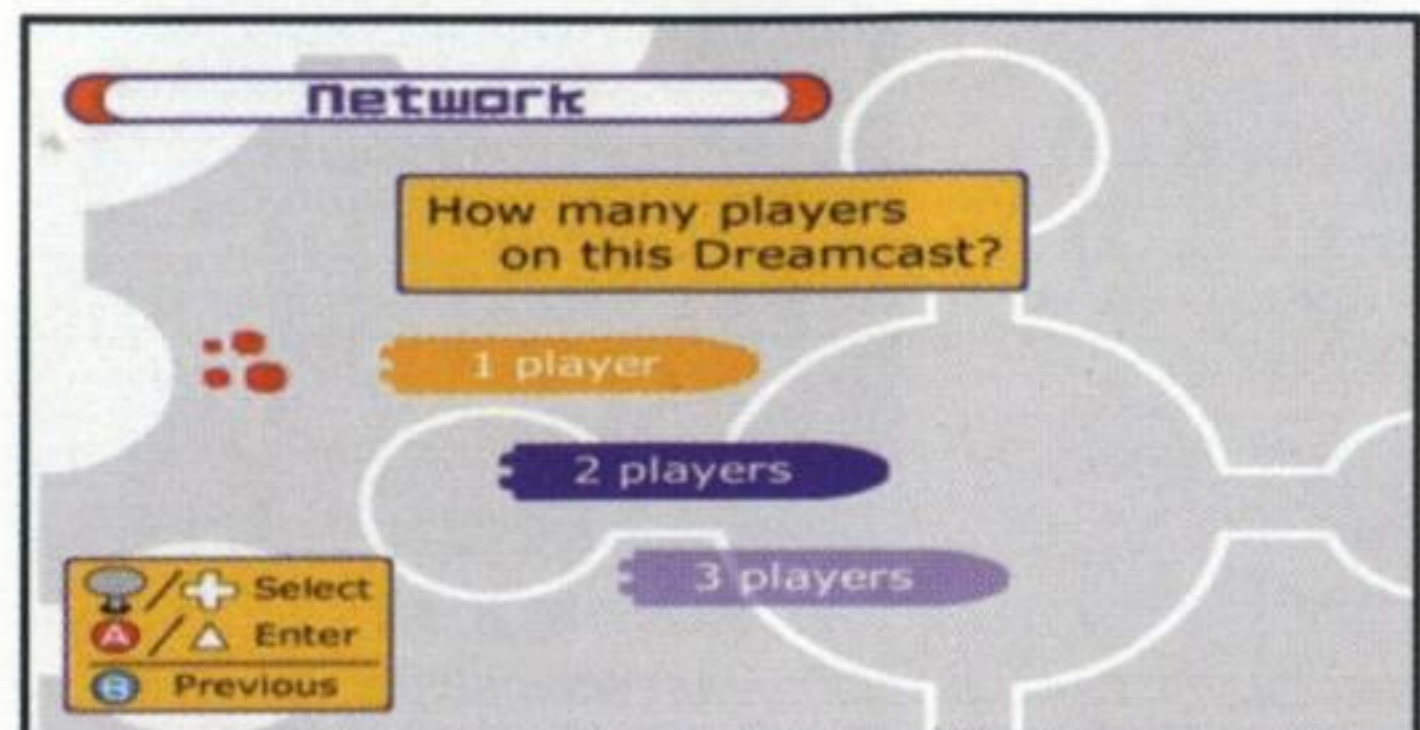 Network
How many players
on this Dreamcast?
1 player
2 players
3 players
/ Select
A / Enter
B Previous